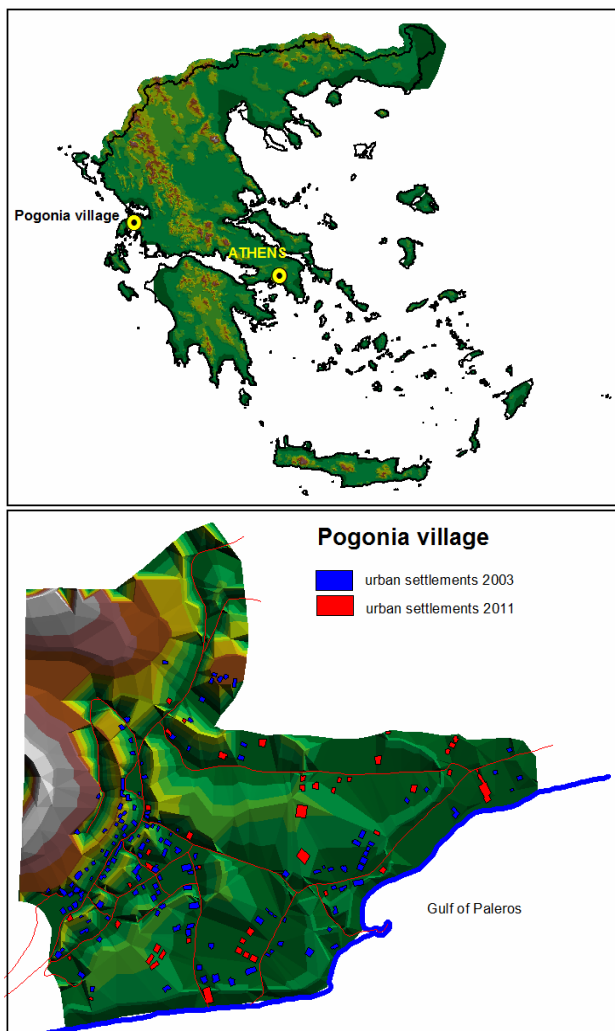 Pogonia village
ATHENS
Pogonia village
urban settlements 2003
urban settlements 2011
Gulf of Paleros